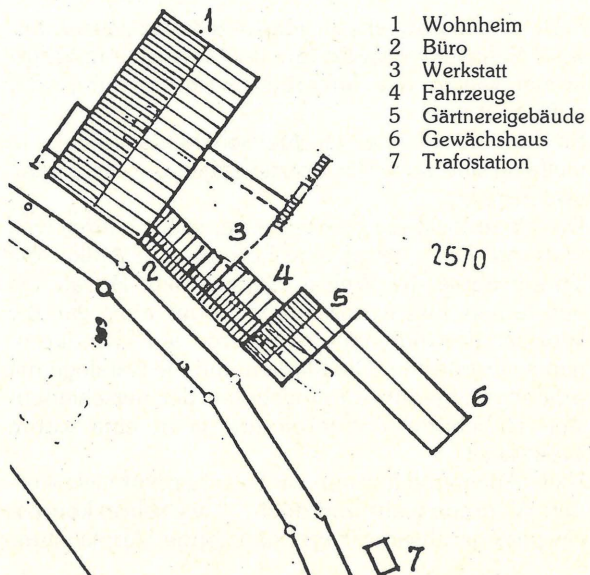 1 Wohnheim
2 Büro
3 Werkstatt
4 Fahrzeuge
5 Gärtnereigebäude
6 Gewächshaus
7 Trafostation
1
3
2570
2
4
5
6
7